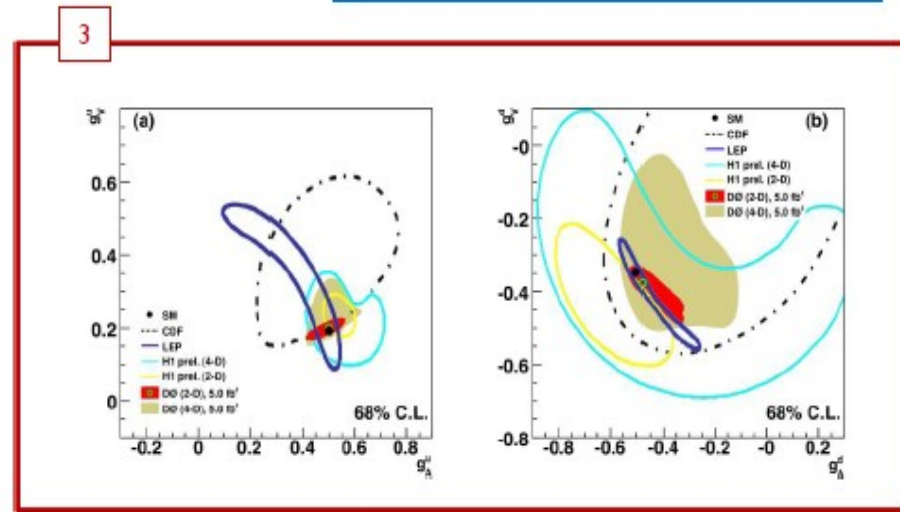 3
(a)
g_V^u
0.6
0.4
0.2
0
SM
CDF
LEP
H1 prel. (4-D)
H1 prel. (2-D)
DØ (2-D), 5.0 fb⁻¹
DØ (4-D), 5.0 fb⁻¹
68% C.L.
-0.2 0 0.2 0.4 0.6 0.8
g_A^u
(b)
g_V^d
-0
-0.2
-0.4
-0.6
-0.8
SM
CDF
LEP
H1 prel. (4-D)
H1 prel. (2-D)
DØ (2-D), 5.0 fb⁻¹
DØ (4-D), 5.0 fb⁻¹
68% C.L.
-0.8 -0.6 -0.4 -0.2 -0 0.2
g_A^d